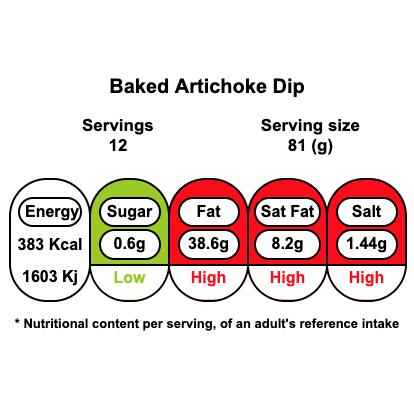 Baked Artichoke Dip
Servings Serving size
12 81 (g)
Energy Sugar Fat Sat Fat Salt
383 Kcal 0.6g 38.6g 8.2g 1.44g
1603 Kj Low High High High
* Nutritional content per serving, of an adult's reference intake